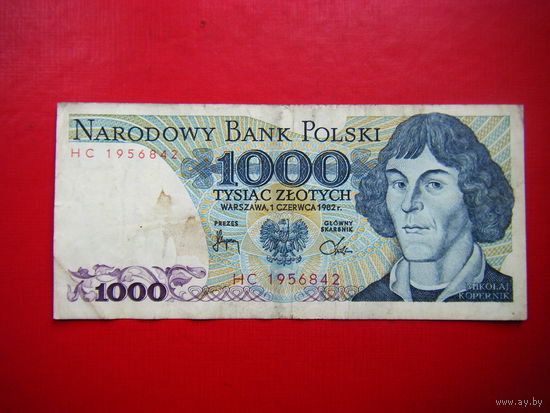 NARODOWY BANK POLSKI
HC 1956842
1000
TYSIĄC ZŁOTYCH
WARSZAWA, 1 CZERWCA 1982 r.
PREZES
GŁÓWNY
SKARBNIK
HC 1956842
1000
MIKOŁAJ
KOPERNIK
www.ay.by